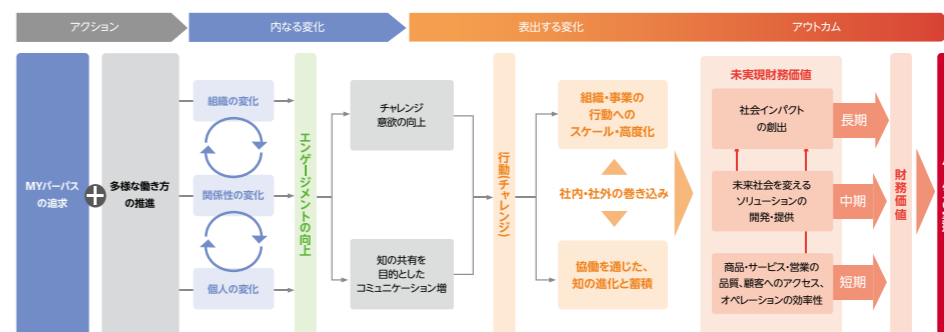 アクション
内なる変化
表出する変化
アウトカム
MYパーパス
の追求
多様な働き方
の推進
組織の変化
関係性の変化
個人の変化
エンゲージメントの向上
チャレンジ
意欲の向上
知の共有を
目的とした
コミュニケーション増
行動(チャレンジ)
組織・事業の
行動への
スケール・高度化
社内・社外の巻き込み
協働を通じた、
知の進化と蓄積
未実現財務価値
社会インパクト
の創出
未来社会を変える
ソリューションの
開発・提供
商品・サービス・営業の
品質、顧客へのアクセス、
オペレーションの効率性
長期
中期
短期
財務価値